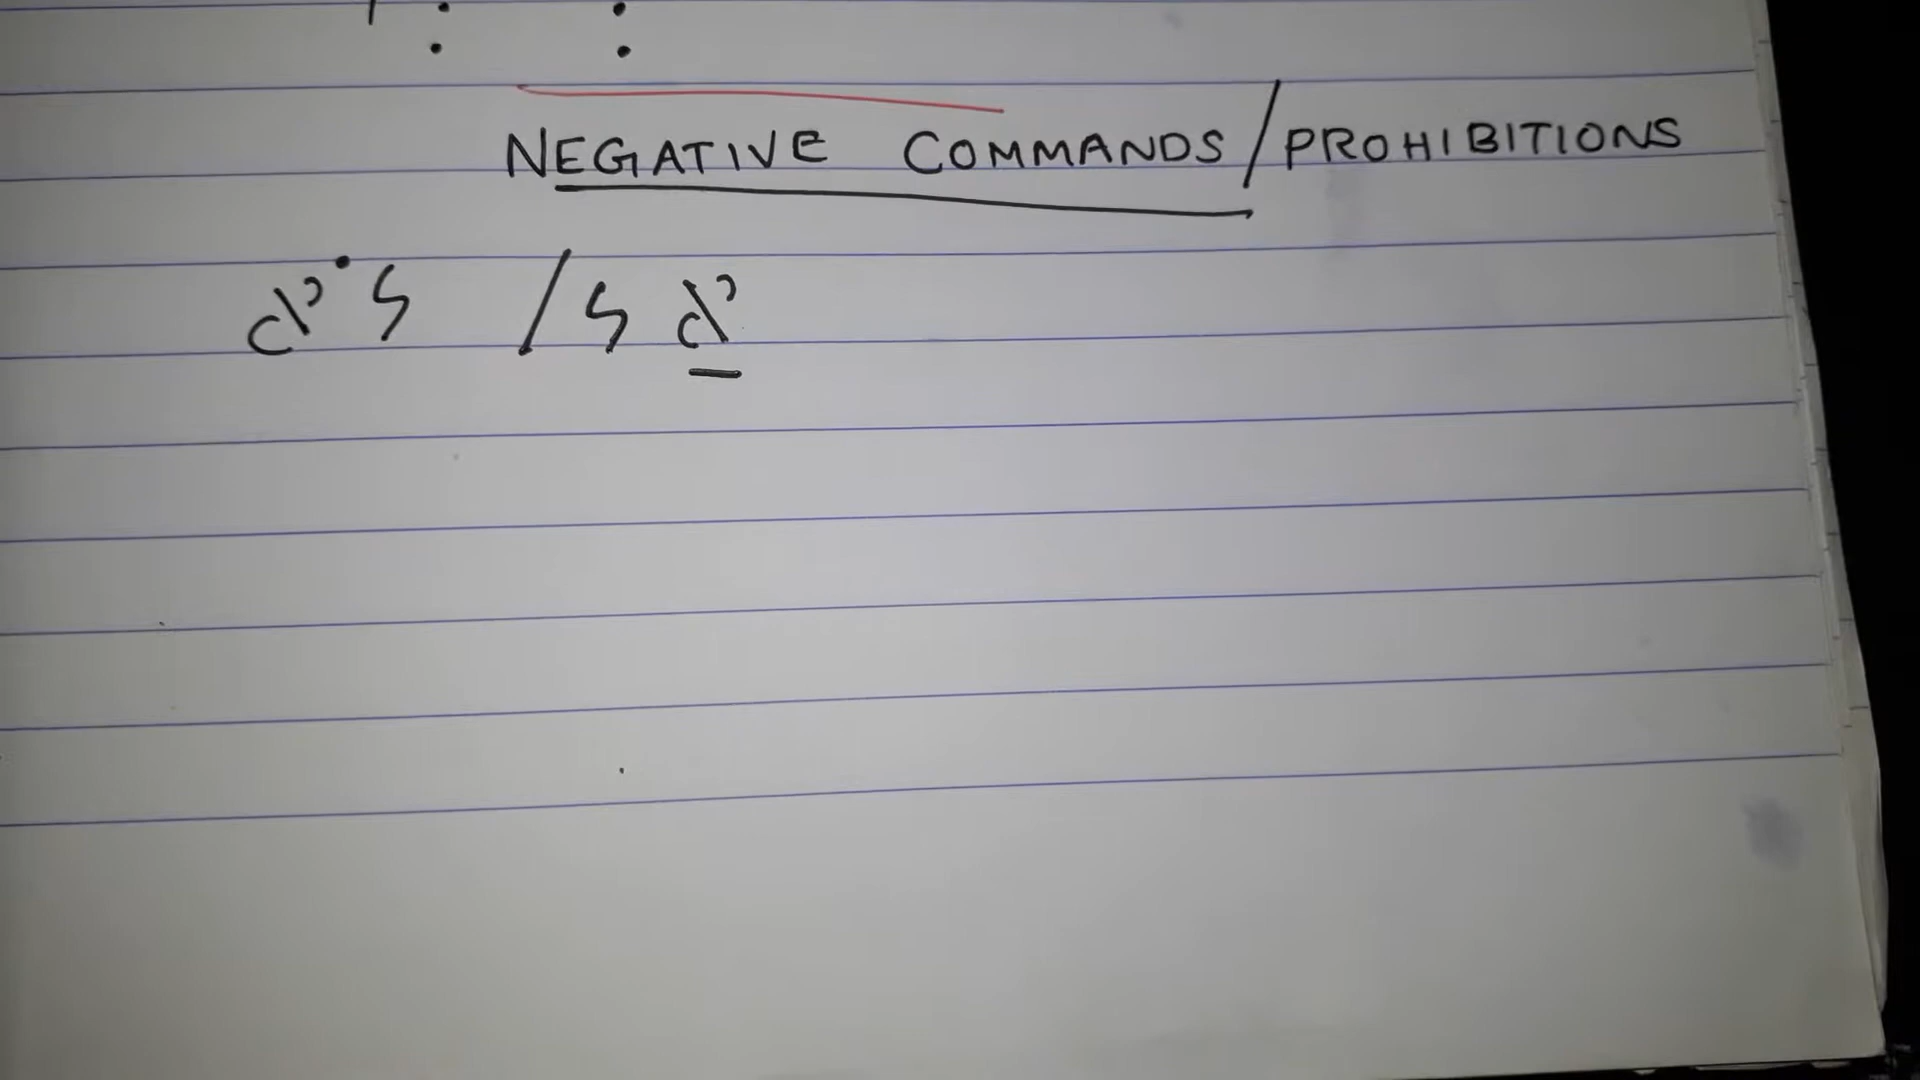 NEGATIVE COMMANDS/PROHIBITIONS
אַל / לֹא